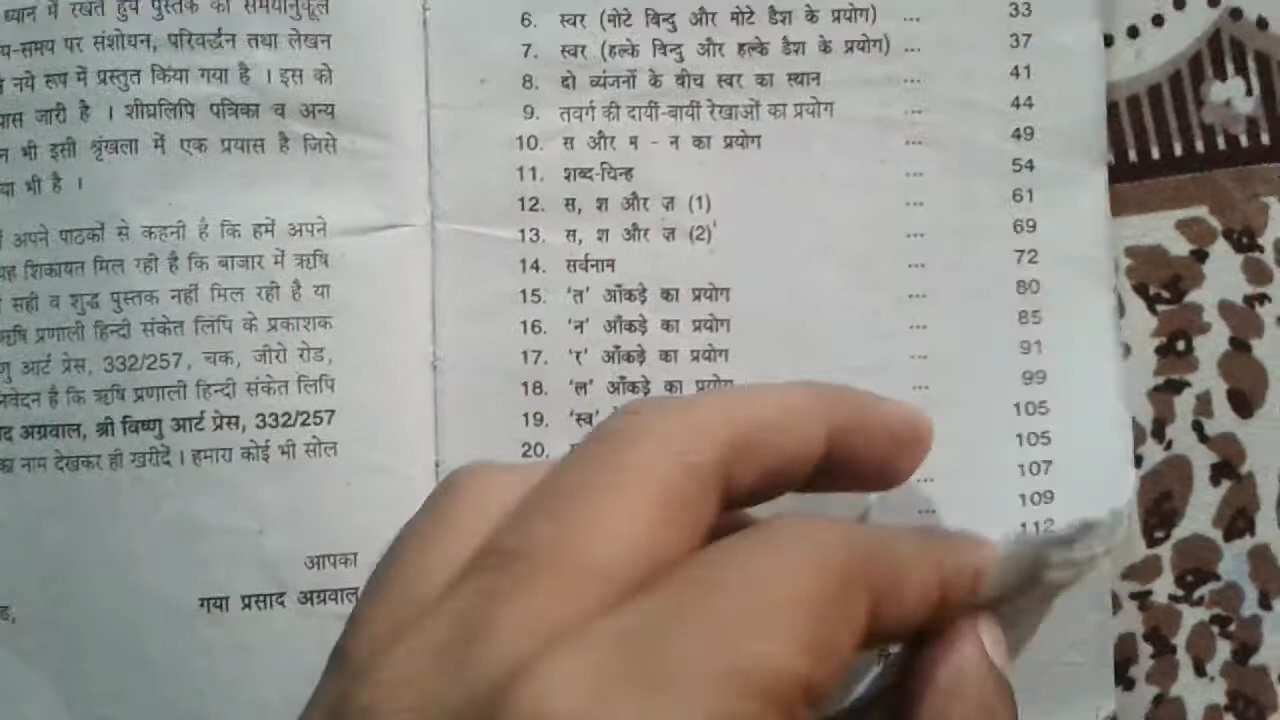 ध्यान में रखते हुये पुस्तक का समयानुकूल
य-समय पर संशोधन, परिवर्द्धन तथा लेखन
नये रूप में प्रस्तुत किया गया है । इस को
यास जारी है । शीघ्रलिपि पत्रिका व अन्य
न भी इसी श्रृंखला में एक प्रयास है जिसे
या भी है ।
अपने पाठकों से कहनी है कि हमें अपने
यह शिकायत मिल रही है कि बाजार में ऋषि
सही व शुद्ध पुस्तक नहीं मिल रही है या
ऋषि प्रणाली हिन्दी संकेत लिपि के प्रकाशक
णु आर्ट प्रेस, 332/257, चक, जीरो रोड,
नवेदन है कि ऋषि प्रणाली हिन्दी संकेत लिपि
द अग्रवाल, श्री विष्णु आर्ट प्रेस, 332/257
का नाम देखकर ही खरीदें । हमारा कोई भी सोल
आपका
गया प्रसाद अग्रवाल
6. स्वर (मोटे बिन्दु और मोटे डैश के प्रयोग) ... 33
7. स्वर (हल्के बिन्दु और हल्के डैश के प्रयोग) ... 37
8. दो व्यंजनों के बीच स्वर का स्थान ... 41
9. तवर्ग की दायीं-बायीं रेखाओं का प्रयोग ... 44
10. स और म - न का प्रयोग ... 49
11. शब्द-चिन्ह ... 54
12. स, श और ज़ (1) ... 61
13. स, श और ज़ (2) ... 69
14. सर्वनाम ... 72
15. ‘त’ आँकड़े का प्रयोग ... 80
16. ‘न’ आँकड़े का प्रयोग ... 85
17. ‘र’ आँकड़े का प्रयोग ... 91
18. ‘ल’ आँकड़े का प्रयोग ... 99
19. ‘स्व’ 105
20. 105
... 107
... 109
112